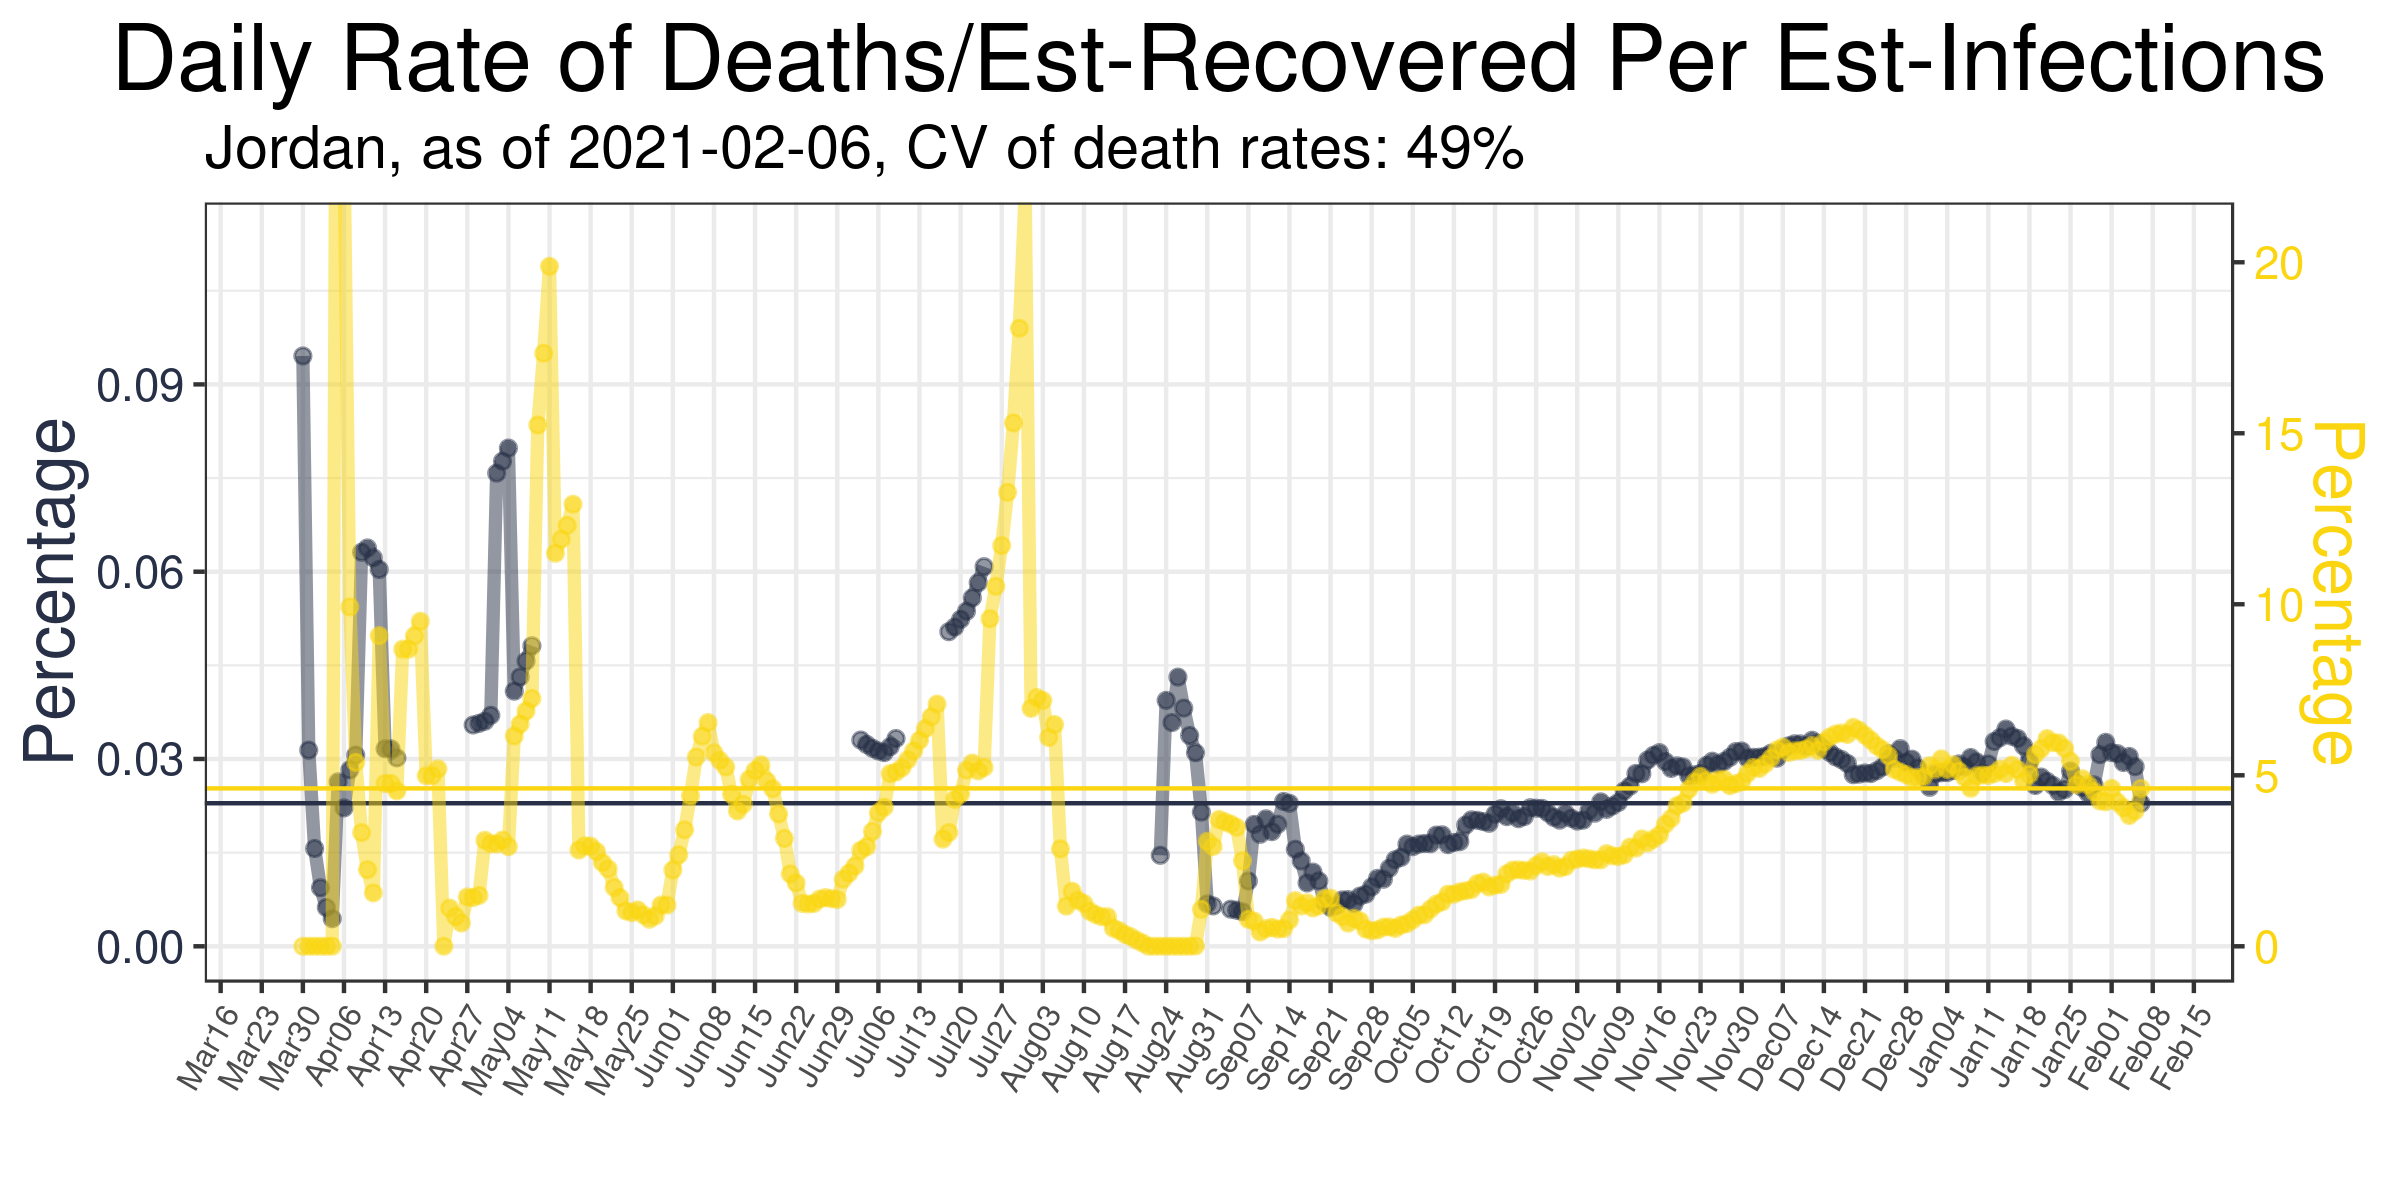 Daily Rate of Deaths/Est-Recovered Per Est-Infections
Jordan, as of 2021-02-06, CV of death rates: 49%
Percentage
0.09
0.06
0.03
0.00
20
15
10
5
0
Percentage
Mar16
Mar23
Mar30
Apr06
Apr13
Apr20
Apr27
May04
May11
May18
May25
Jun01
Jun08
Jun15
Jun22
Jun29
Jul06
Jul13
Jul20
Jul27
Aug03
Aug10
Aug17
Aug24
Aug31
Sep07
Sep14
Sep21
Sep28
Oct05
Oct12
Oct19
Oct26
Nov02
Nov09
Nov16
Nov23
Nov30
Dec07
Dec14
Dec21
Dec28
Jan04
Jan11
Jan18
Jan25
Feb01
Feb08
Feb15